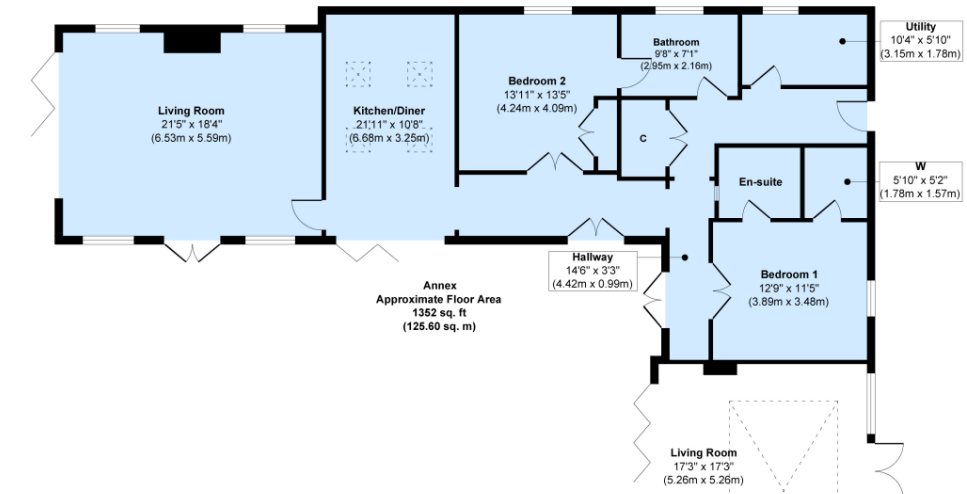 Utility
10'4" x 5'10"
(3.15m x 1.78m)
Bathroom
9'8" x 7'1"
(2.95m x 2.16m)
Bedroom 2
13'11" x 13'5"
(4.24m x 4.09m)
Living Room
21'5" x 18'4"
(6.53m x 5.59m)
Kitchen/Diner
21'11" x 10'8"
(6.68m x 3.25m)
C
W
5'10" x 5'2"
(1.78m x 1.57m)
En-suite
Hallway
14'6" x 3'3"
(4.42m x 0.99m)
Bedroom 1
12'9" x 11'5"
(3.89m x 3.48m)
Annex
Approximate Floor Area
1352 sq. ft
(125.60 sq. m)
Living Room
17'3" x 17'3"
(5.26m x 5.26m)